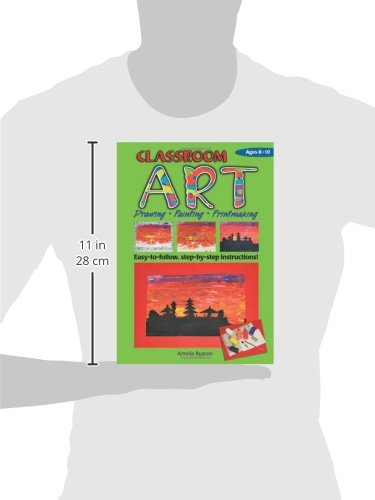 CLASSROOM
Ages 8-10
ART
Drawing • Painting • Printmaking
Easy-to-follow, step-by-step instructions!
Amelia Ruscoe
11 in
28 cm